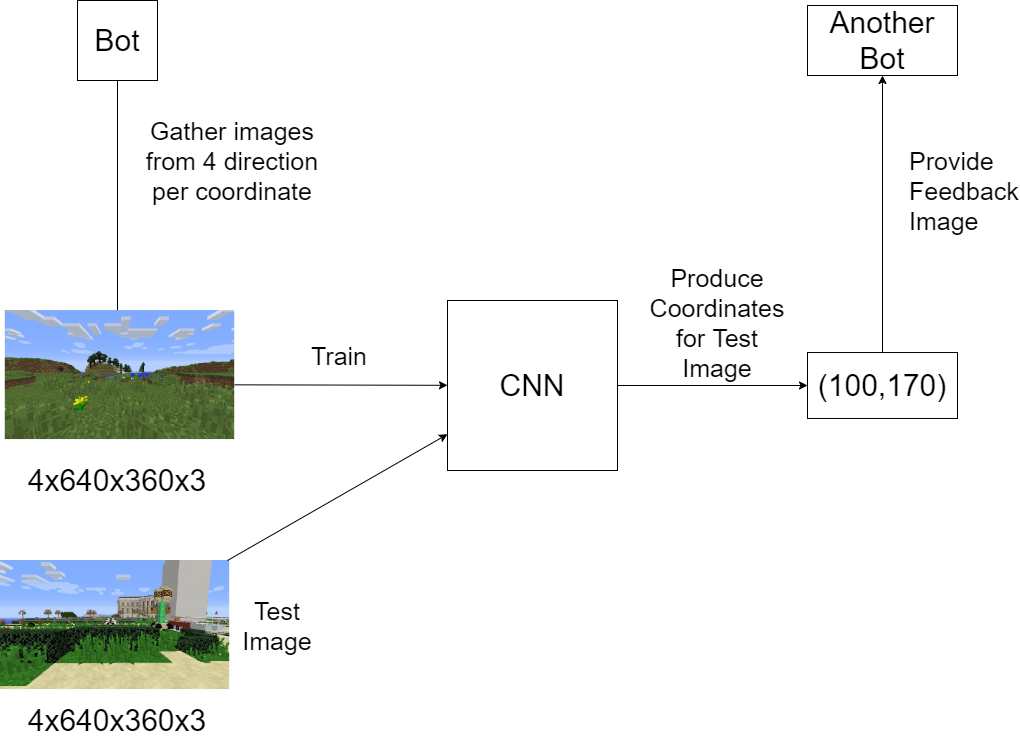 Bot
Another
Bot
Gather images
from 4 direction
per coordinate
Provide
Feedback
Image
Produce
Coordinates
for Test
Image
Train
CNN
(100,170)
4x640x360x3
Test
Image
4x640x360x3